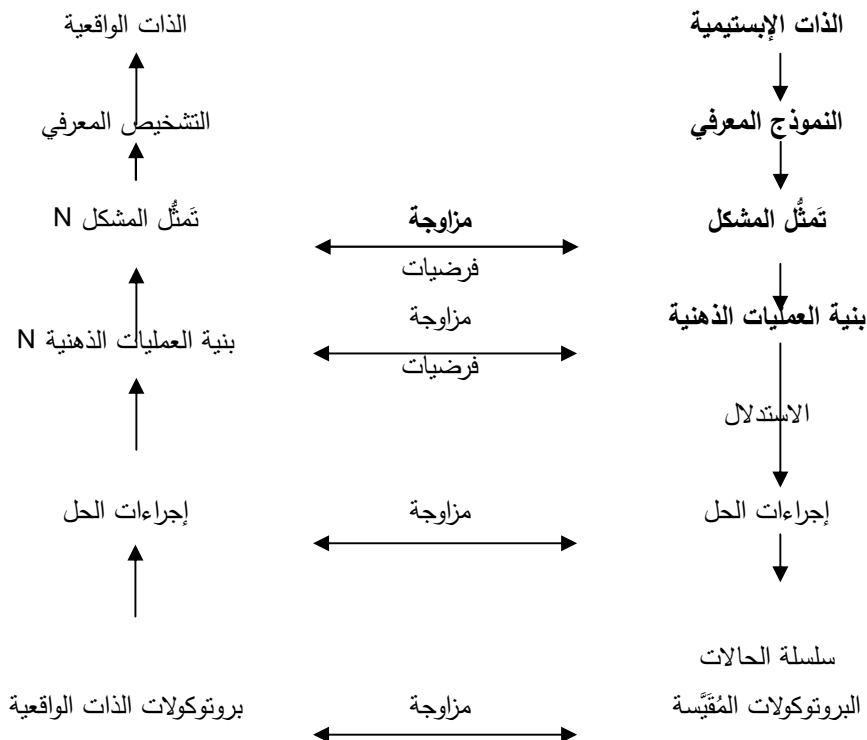 الذات الإبستيمية
الذات الواقعية
النموذج المعرفي
التشخيص المعرفي
تَمثُّل المشكل
مزاوجة
تَمثُّل المشكل N
فرضيات
بنية العمليات الذهنية
مزاوجة
بنية العمليات الذهنية N
فرضيات
الاستدلال
إجراءات الحل
مزاوجة
إجراءات الحل
سلسلة الحالات
البروتوكولات المُقَيَّسة
مزاوجة
بروتوكولات الذات الواقعية